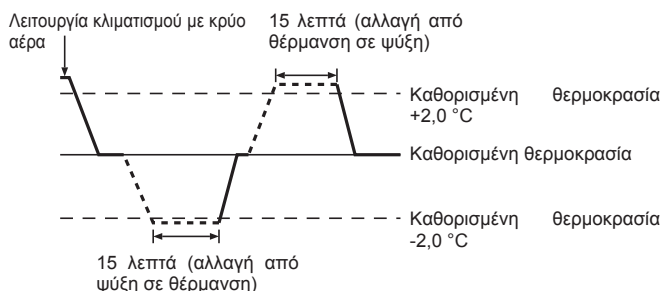 Λειτουργία κλιματισμού με κρύο
αέρα
15 λεπτά (αλλαγή από
θέρμανση σε ψύξη)
Καθορισμένη θερμοκρασία
+2,0 °C
Καθορισμένη θερμοκρασία
Καθορισμένη θερμοκρασία
-2,0 °C
15 λεπτά (αλλαγή από
ψύξη σε θέρμανση)